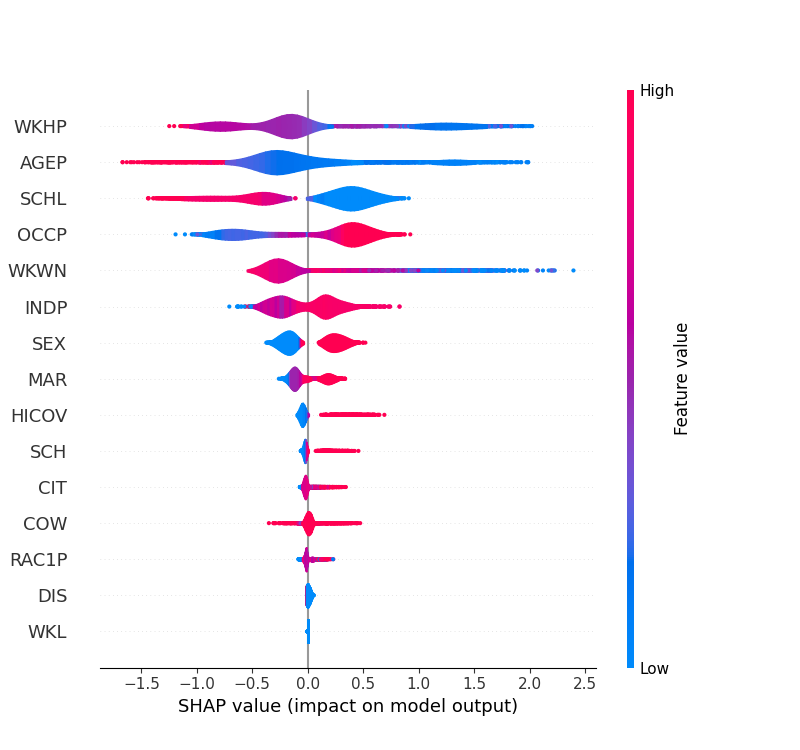 High
WKHP
AGEP
SCHL
OCCP
WKWN
INDP
SEX
MAR
HICOV
SCH
CIT
COW
RAC1P
DIS
WKL
Feature value
Low
−1.5 −1.0 −0.5 0.0 0.5 1.0 1.5 2.0 2.5
SHAP value (impact on model output)